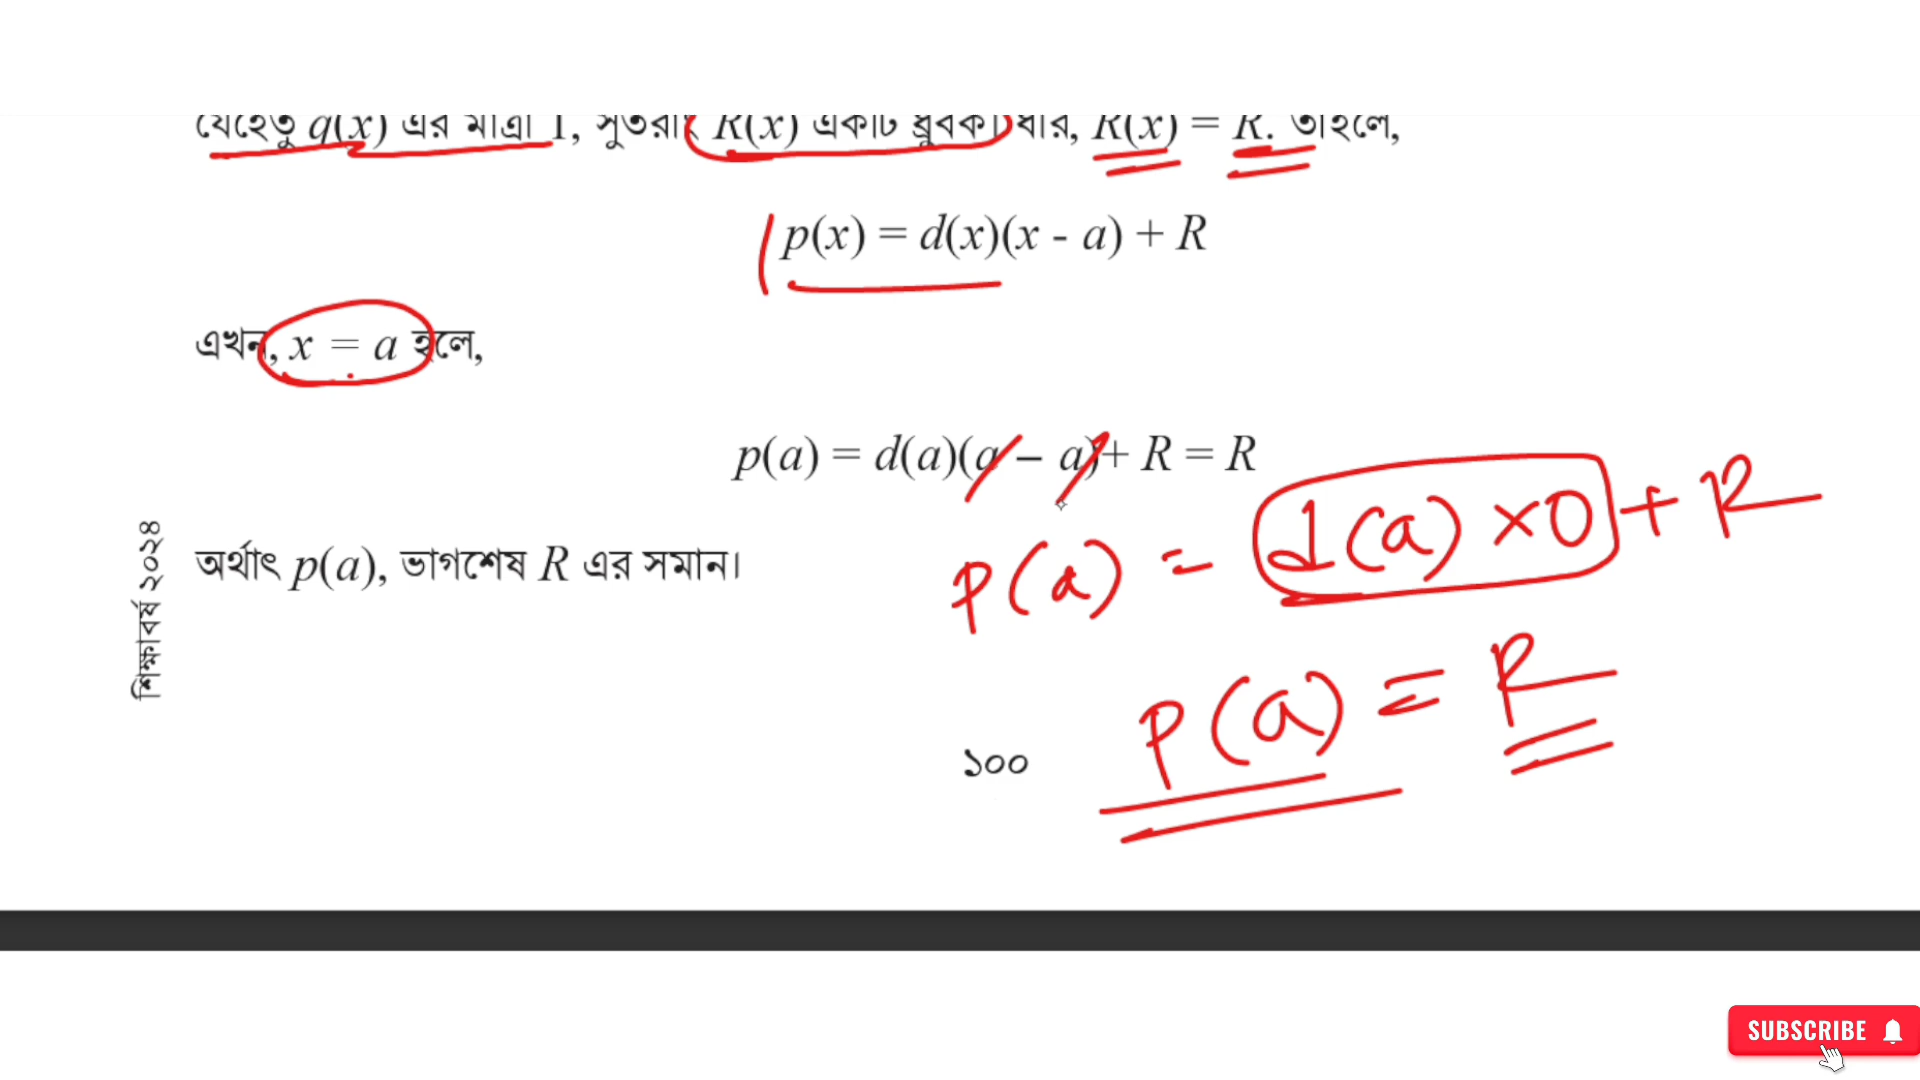 যেহেতু q(x) এর মাত্রা 1, সুতরাং R(x) একটি ধ্রুবক। ধরি, R(x) = R. তাহলে,
p(x) = d(x)(x - a) + R
এখন, x = a হলে,
p(a) = d(a)(a – a) + R = R
p(a) = d(a) × 0 + R
অর্থাৎ p(a), ভাগশেষ R এর সমান।
p(a) = R
শিক্ষাবর্ষ ২০২৪
১০০
SUBSCRIBE